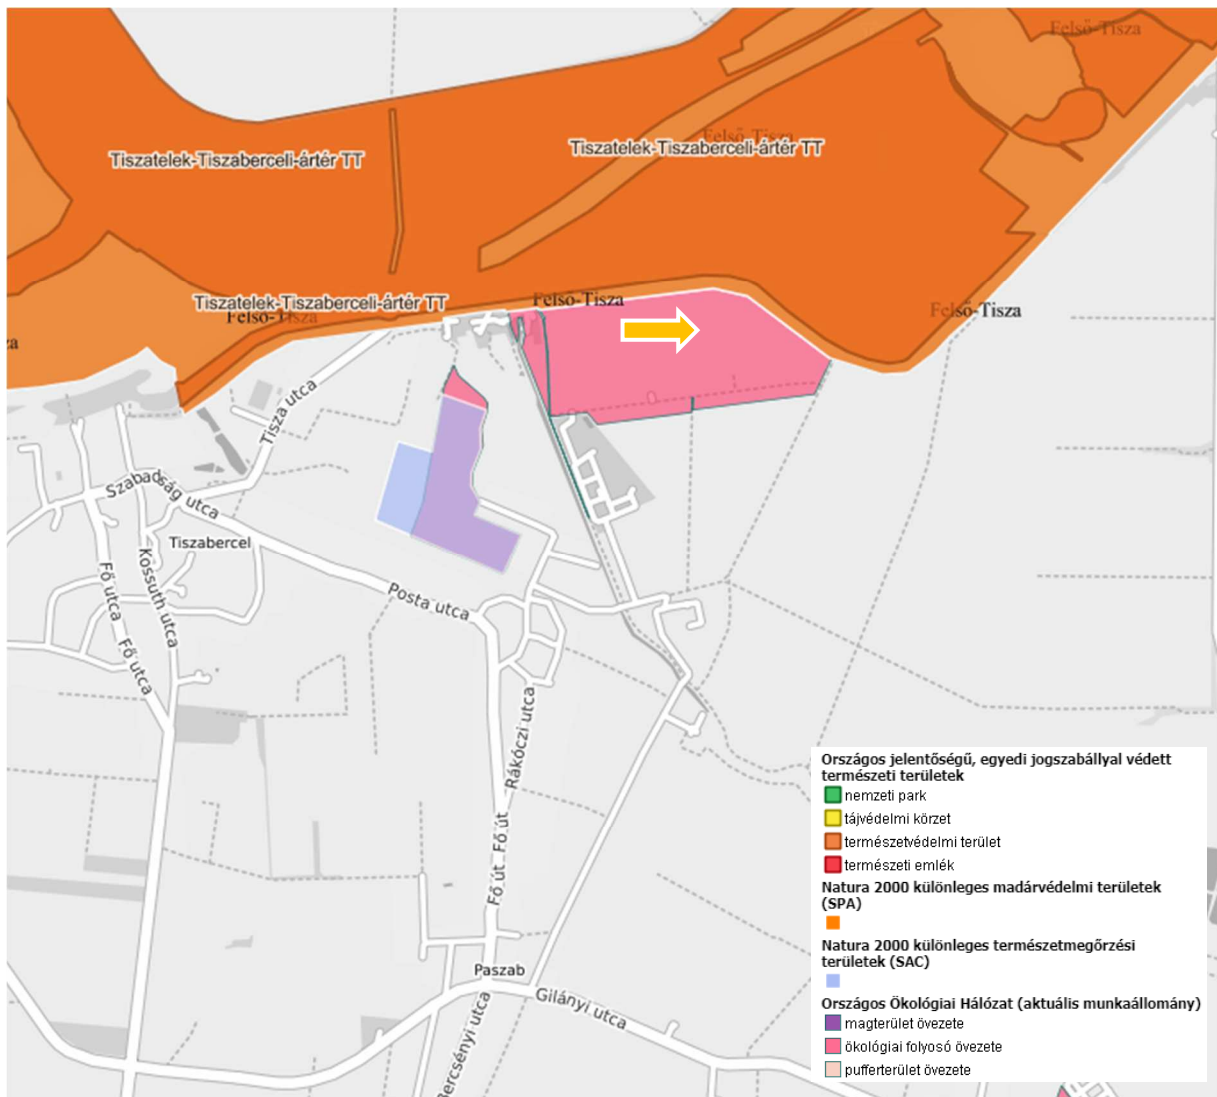 Felső-Tisza
Tiszatelek-Tiszaberceli-ártér TT
Felső-Tisza
Tiszatelek-Tiszaberceli-ártér TT
Tiszatelek-Tiszaberceli-ártér TT
Felső-Tisza
Felső-Tisza
Felső-Tisza
za
Tisza utca
Szabadság utca
Tiszabercel
Kossuth utca
Fő utca
Fő utca
Posta utca
Rákóczi utca
Fő út
Fő út
Paszab
Gilányi utca
Bercsényi utca
Országos jelentőségű, egyedi jogszabállyal védett
természeti területek
nemzeti park
tájvédelmi körzet
természetvédelmi terület
természeti emlék
Natura 2000 különleges madárvédelmi területek
(SPA)
Natura 2000 különleges természetmegőrzési
területek (SAC)
Országos Ökológiai Hálózat (aktuális munkaállomány)
magterület övezete
ökológiai folyosó övezete
pufferterület övezete